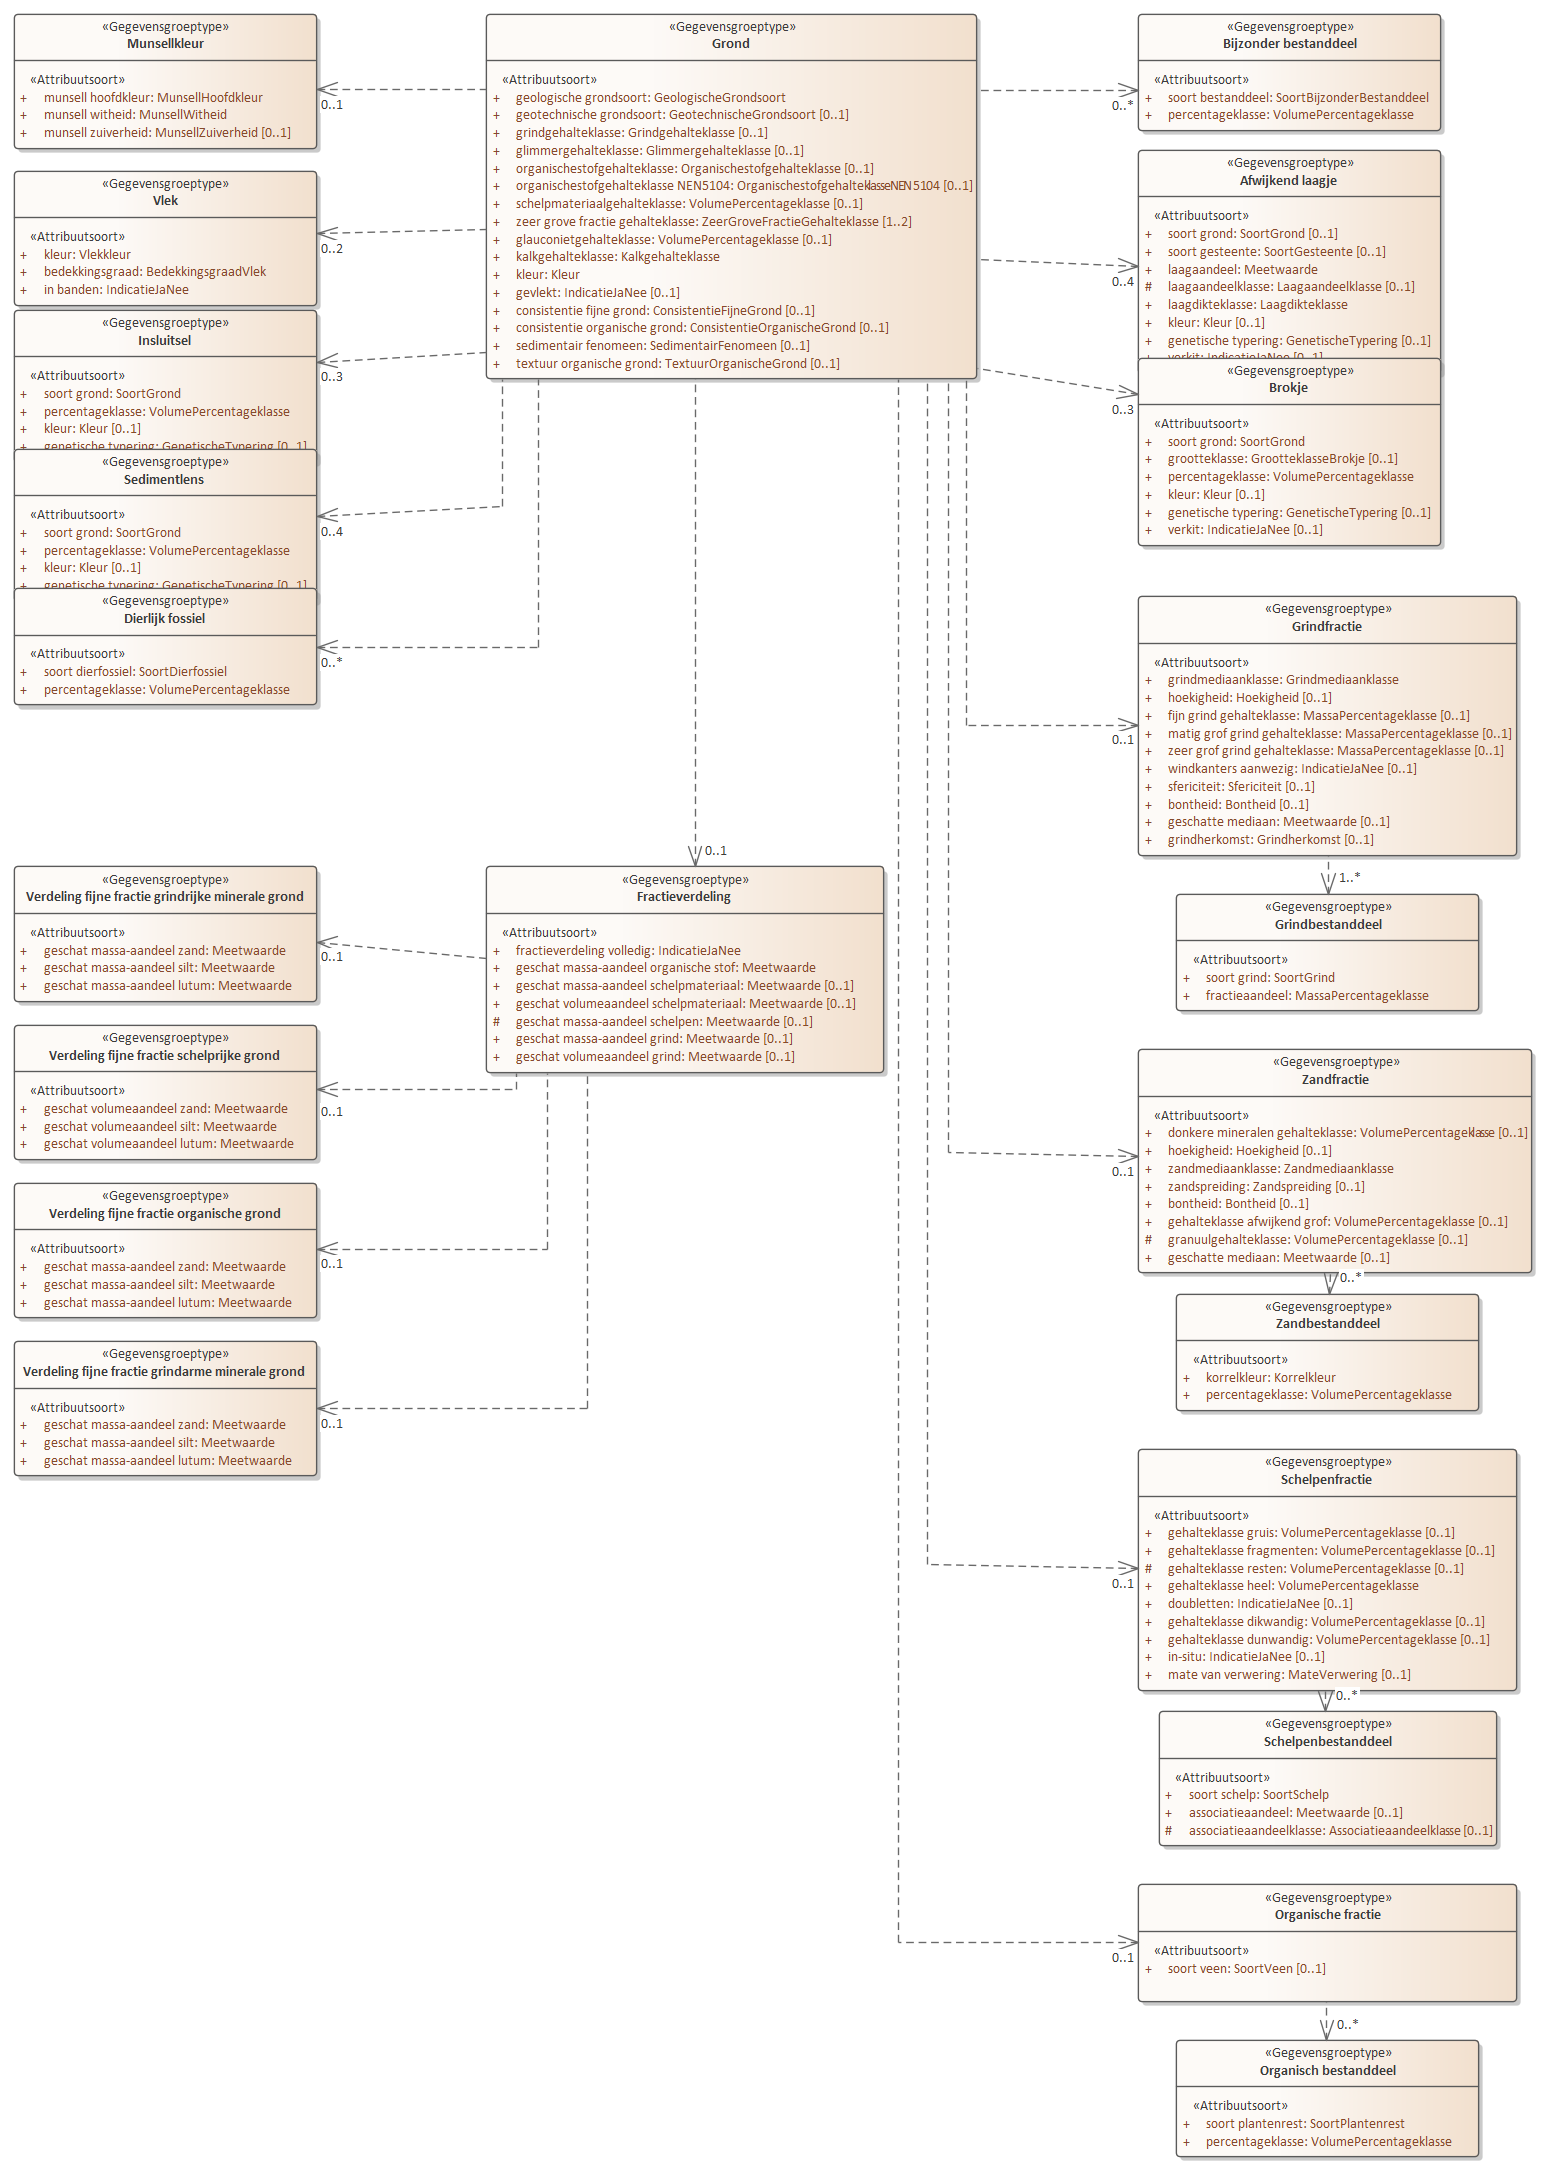 «Gegevensgroeptype»
Munsellkleur
«Attribuutsoort»
+ munsell hoofdkleur: MunsellHoofdkleur
+ munsell witheid: MunsellWitheid
+ munsell zuiverheid: MunsellZuiverheid [0..1]
0..1
«Gegevensgroeptype»
Vlek
«Attribuutsoort»
+ kleur: Vlekkleur
+ bedekkingsgraad: BedekkingsgraadVlek
+ in banden: IndicatieJaNee
0..2
«Gegevensgroeptype»
Insluitsel
«Attribuutsoort»
+ soort grond: SoortGrond
+ percentageklasse: VolumePercentageklasse
+ kleur: Kleur [0..1]
genetische typering: GenetischeTypering [0..1]
0..3
«Gegevensgroeptype»
Sedimentlens
«Attribuutsoort»
+ soort grond: SoortGrond
+ percentageklasse: VolumePercentageklasse
+ kleur: Kleur [0..1]
genetische typering: GenetischeTypering [0..1]
0..4
«Gegevensgroeptype»
Dierlijk fossiel
«Attribuutsoort»
+ soort dierfossiel: SoortDierfossiel
+ percentageklasse: VolumePercentageklasse
0..*
«Gegevensgroeptype»
Grond
«Attribuutsoort»
+ geologische grondsoort: GeologischeGrondsoort
+ geotechnische grondsoort: GeotechnischeGrondsoort [0..1]
+ grindgehalteklasse: Grindgehalteklasse [0..1]
+ glimmergehalteklasse: Glimmergehalteklasse [0..1]
+ organischestofgehalteklasse: Organischestofgehalteklasse [0..1]
+ organischestofgehalteklasse NEN5104: OrganischestofgehalteklasseNEN5104 [0..1]
+ schelpmateriaalgehalteklasse: VolumePercentageklasse [0..1]
+ zeer grove fractie gehalteklasse: ZeerGroveFractieGehalteklasse [1..2]
+ glauconietgehalteklasse: VolumePercentageklasse [0..1]
+ kalkgehalteklasse: Kalkgehalteklasse
+ kleur: Kleur
+ gevlekt: IndicatieJaNee [0..1]
+ consistentie fijne grond: ConsistentieFijneGrond [0..1]
+ consistentie organische grond: ConsistentieOrganischeGrond [0..1]
+ sedimentair fenomeen: SedimentairFenomeen [0..1]
+ textuur organische grond: TextuurOrganischeGrond [0..1]
«Gegevensgroeptype»
Bijzonder bestanddeel
«Attribuutsoort»
+ soort bestanddeel: SoortBijzonderBestanddeel
+ percentageklasse: VolumePercentageklasse
0..*
«Gegevensgroeptype»
Afwijkend laagje
«Attribuutsoort»
+ soort grond: SoortGrond [0..1]
+ soort gesteente: SoortGesteente [0..1]
+ laagaandeel: Meetwaarde
# laagaandeelklasse: Laagaandeelklasse [0..1]
+ laagdikteklasse: Laagdikteklasse
+ kleur: Kleur [0..1]
+ genetische typering: GenetischeTypering [0..1]
verkit: IndicatieJaNee [0..1]
0..4
«Gegevensgroeptype»
Brokje
«Attribuutsoort»
+ soort grond: SoortGrond
+ grootteklasse: GrootteklasseBrokje [0..1]
+ percentageklasse: VolumePercentageklasse
+ kleur: Kleur [0..1]
+ genetische typering: GenetischeTypering [0..1]
+ verkit: IndicatieJaNee [0..1]
0..3
«Gegevensgroeptype»
Grindfractie
«Attribuutsoort»
+ grindmediaanklasse: Grindmediaanklasse
+ hoekigheid: Hoekigheid [0..1]
+ fijn grind gehalteklasse: MassaPercentageklasse [0..1]
+ matig grof grind gehalteklasse: MassaPercentageklasse [0..1]
+ zeer grof grind gehalteklasse: MassaPercentageklasse [0..1]
+ windkanters aanwezig: IndicatieJaNee [0..1]
+ sfericiteit: Sfericiteit [0..1]
+ bontheid: Bontheid [0..1]
+ geschatte mediaan: Meetwaarde [0..1]
+ grindherkomst: Grindherkomst [0..1]
0..1
1..*
«Gegevensgroeptype»
Grindbestanddeel
«Attribuutsoort»
+ soort grind: SoortGrind
+ fractieaandeel: MassaPercentageklasse
0..1
«Gegevensgroeptype»
Fractieverdeling
«Attribuutsoort»
+ fractieverdeling volledig: IndicatieJaNee
+ geschat massa-aandeel organische stof: Meetwaarde
+ geschat massa-aandeel schelpmateriaal: Meetwaarde [0..1]
+ geschat volumeaandeel schelpmateriaal: Meetwaarde [0..1]
# geschat massa-aandeel schelpen: Meetwaarde [0..1]
+ geschat massa-aandeel grind: Meetwaarde [0..1]
+ geschat volumeaandeel grind: Meetwaarde [0..1]
«Gegevensgroeptype»
Verdeling fijne fractie grindrijke minerale grond
«Attribuutsoort»
+ geschat massa-aandeel zand: Meetwaarde
+ geschat massa-aandeel silt: Meetwaarde
+ geschat massa-aandeel lutum: Meetwaarde
0..1
«Gegevensgroeptype»
Verdeling fijne fractie schelprijke grond
«Attribuutsoort»
+ geschat volumeaandeel zand: Meetwaarde
+ geschat volumeaandeel silt: Meetwaarde
+ geschat volumeaandeel lutum: Meetwaarde
0..1
«Gegevensgroeptype»
Verdeling fijne fractie organische grond
«Attribuutsoort»
+ geschat massa-aandeel zand: Meetwaarde
+ geschat massa-aandeel silt: Meetwaarde
+ geschat massa-aandeel lutum: Meetwaarde
0..1
«Gegevensgroeptype»
Verdeling fijne fractie grindarme minerale grond
«Attribuutsoort»
+ geschat massa-aandeel zand: Meetwaarde
+ geschat massa-aandeel silt: Meetwaarde
+ geschat massa-aandeel lutum: Meetwaarde
0..1
«Gegevensgroeptype»
Zandfractie
«Attribuutsoort»
+ donkere mineralen gehalteklasse: VolumePercentageklasse [0..1]
+ hoekigheid: Hoekigheid [0..1]
+ zandmediaanklasse: Zandmediaanklasse
+ zandspreiding: Zandspreiding [0..1]
+ bontheid: Bontheid [0..1]
+ gehalteklasse afwijkend grof: VolumePercentageklasse [0..1]
# granuulgehalteklasse: VolumePercentageklasse [0..1]
+ geschatte mediaan: Meetwaarde [0..1]
0..1
0..*
«Gegevensgroeptype»
Zandbestanddeel
«Attribuutsoort»
+ korrelkleur: Korrelkleur
+ percentageklasse: VolumePercentageklasse
«Gegevensgroeptype»
Schelpenfractie
«Attribuutsoort»
+ gehalteklasse gruis: VolumePercentageklasse [0..1]
+ gehalteklasse fragmenten: VolumePercentageklasse [0..1]
# gehalteklasse resten: VolumePercentageklasse [0..1]
+ gehalteklasse heel: VolumePercentageklasse
+ doubletten: IndicatieJaNee [0..1]
+ gehalteklasse dikwandig: VolumePercentageklasse [0..1]
+ gehalteklasse dunwandig: VolumePercentageklasse [0..1]
+ in-situ: IndicatieJaNee [0..1]
+ mate van verwering: MateVerwering [0..1]
0..1
0..*
«Gegevensgroeptype»
Schelpenbestanddeel
«Attribuutsoort»
+ soort schelp: SoortSchelp
+ associatieaandeel: Meetwaarde [0..1]
# associatieaandeelklasse: Associatieaandeelklasse [0..1]
«Gegevensgroeptype»
Organische fractie
«Attribuutsoort»
+ soort veen: SoortVeen [0..1]
0..1
0..*
«Gegevensgroeptype»
Organisch bestanddeel
«Attribuutsoort»
+ soort plantenrest: SoortPlantenrest
+ percentageklasse: VolumePercentageklasse